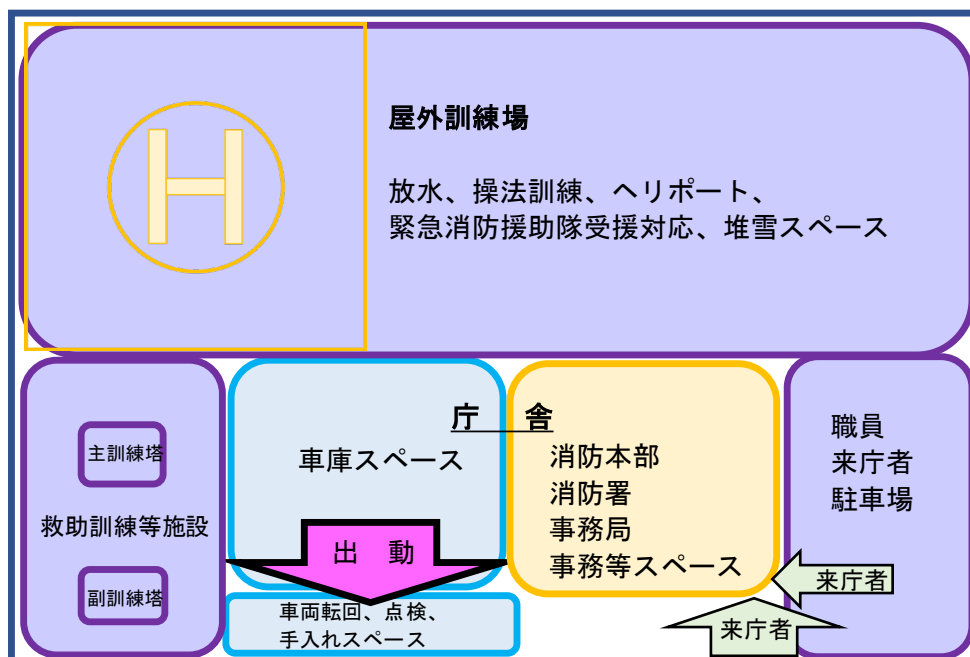 H
屋外訓練場
放水、操法訓練、ヘリポート、
緊急消防援助隊受援対応、堆雪スペース
主訓練塔
救助訓練等施設
副訓練塔
庁　舎
車庫スペース
出　動
車両転回、点検、
手入れスペース
消防本部
消防署
事務局
事務等スペース
職員
来庁者
駐車場
来庁者
来庁者